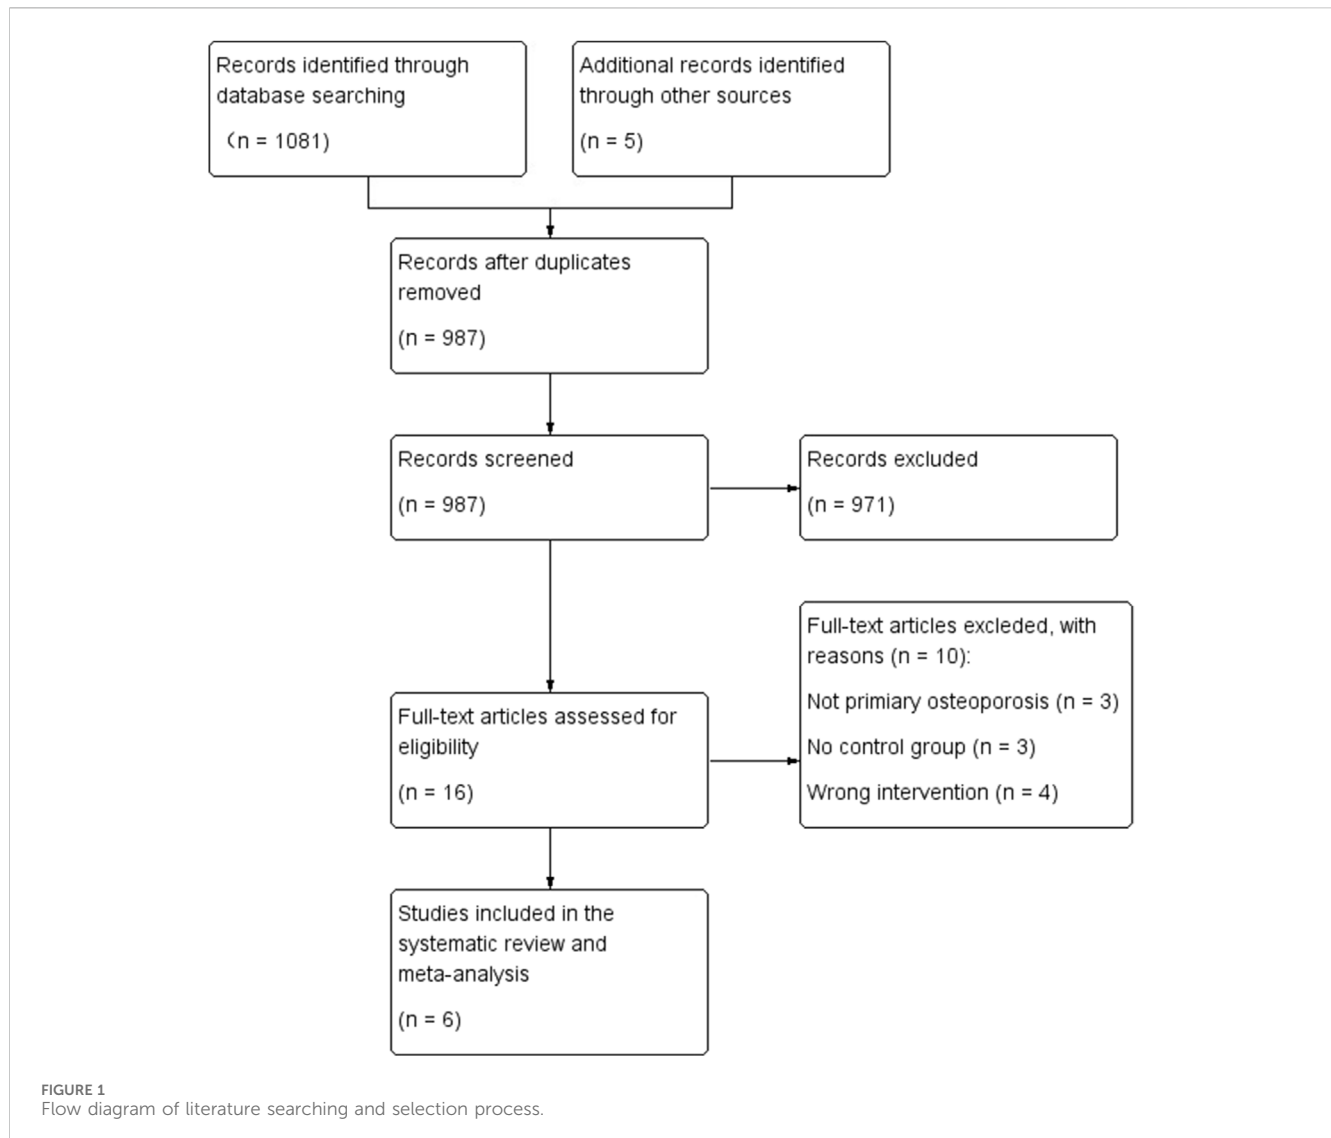 Records identified through
database searching
(n = 1081)
Additional records identified
through other sources
(n = 5)
Records after duplicates
removed
(n = 987)
Records screened
(n = 987)
Records excluded
(n = 971)
Full-text articles excleded, with
reasons (n = 10):
Not primiary osteoporosis (n = 3)
No control group (n = 3)
Wrong intervention (n = 4)
Full-text articles assessed for
eligibility
(n = 16)
Studies included in the
systematic review and
meta-analysis
(n = 6)
FIGURE 1
Flow diagram of literature searching and selection process.